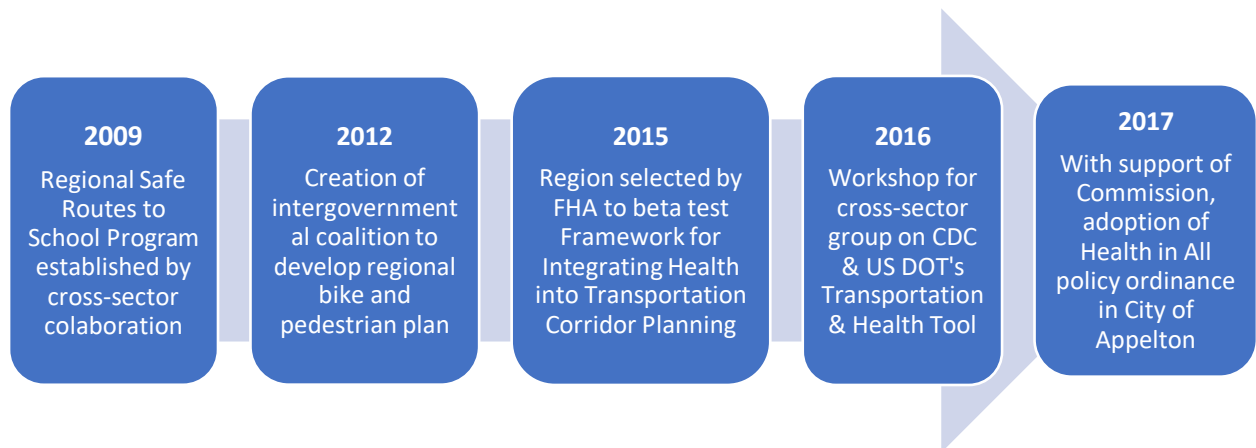 2009
Regional Safe
Routes to
School Program
established by
cross-sector
colaboration
2012
Creation of
intergovernment
al coalition to
develop regional
bike and
pedestrian plan
2015
Region selected by
FHA to beta test
Framework for
Integrating Health
into Transportation
Corridor Planning
2016
Workshop for
cross-sector
group on CDC
& US DOT's
Transportation
& Health Tool
2017
With support of
Commission,
adoption of
Health in All
policy ordinance
in City of
Appelton